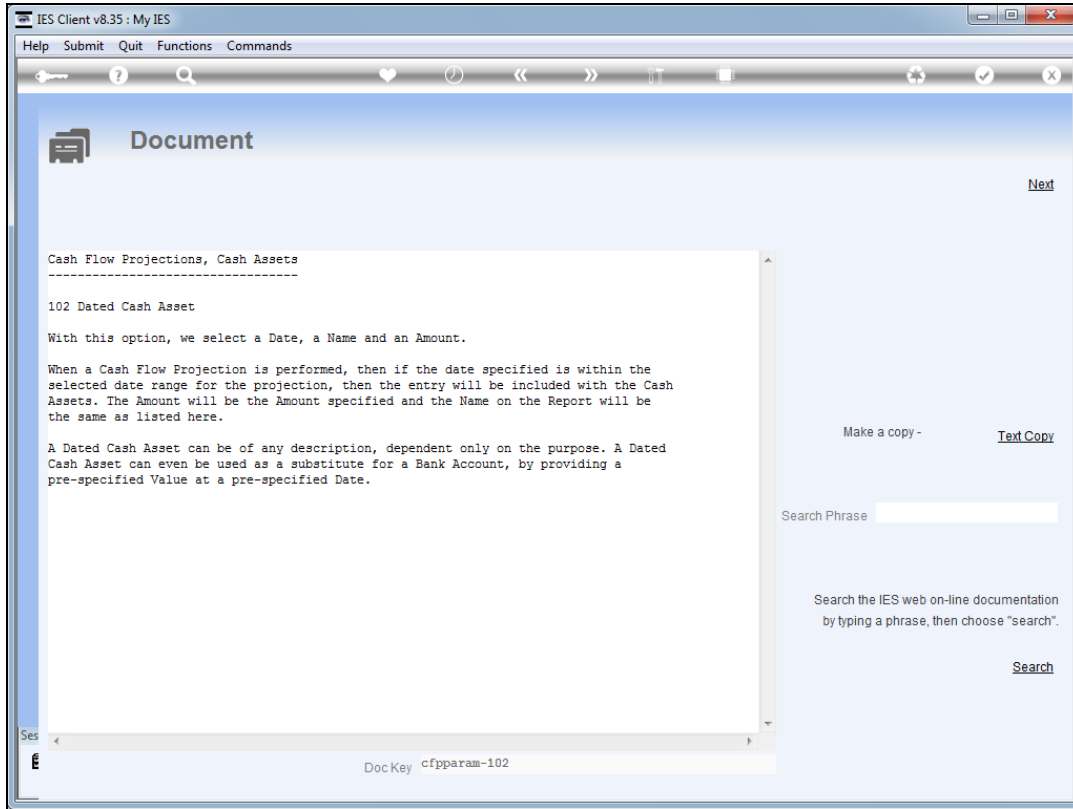 IES Client v8.35 : My IES
Help Submit Quit Functions Commands
Document
Next
Cash Flow Projections, Cash Assets
----------------------------------
102 Dated Cash Asset
With this option, we select a Date, a Name and an Amount.
When a Cash Flow Projection is performed, then if the date specified is within the
selected date range for the projection, then the entry will be included with the Cash
Assets. The Amount will be the Amount specified and the Name on the Report will be
the same as listed here.
A Dated Cash Asset can be of any description, dependent only on the purpose. A Dated
Cash Asset can even be used as a substitute for a Bank Account, by providing a
pre-specified Value at a pre-specified Date.
Make a copy - Text Copy
Search Phrase
Search the IES web on-line documentation
by typing a phrase, then choose "search".
Search
Ses
Doc Key cfpparam-102